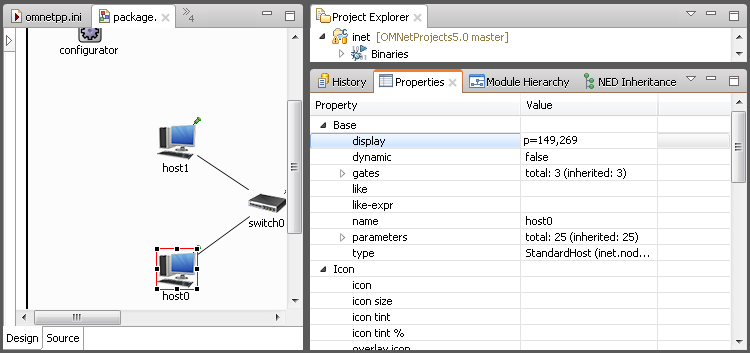 omnetpp.ini
package.
4
configurator
host1
switch0
host0
Design
Source
Project Explorer
inet [OMNetProjects5.0 master]
Binaries
History
Properties
Module Hierarchy
NED Inheritance
Property Value
Base
display p=149,269
dynamic false
gates total: 3 (inherited: 3)
like
like-expr
name host0
parameters total: 25 (inherited: 25)
type StandardHost (inet.nod...
Icon
icon
icon size
icon tint
icon tint %
overlay icon